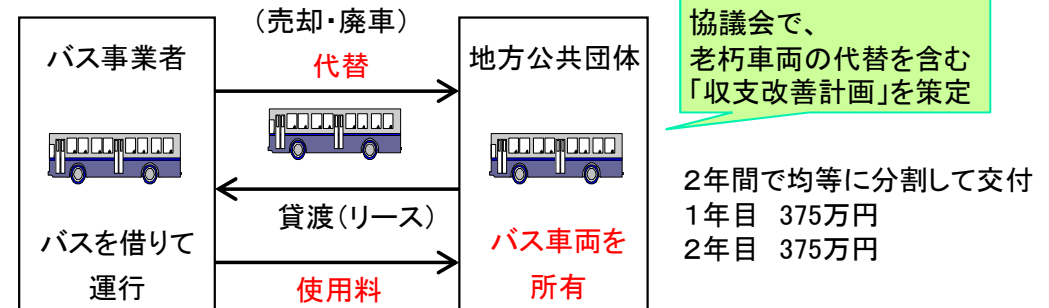 バス事業者
バスを借りて
運行
(売却・廃車)
代替
貸渡(リース)
使用料
地方公共団体
バス車両を
所有
協議会で、
老朽車両の代替を含む
「収支改善計画」を策定
２年間で均等に分割して交付
１年目　375万円
２年目　375万円